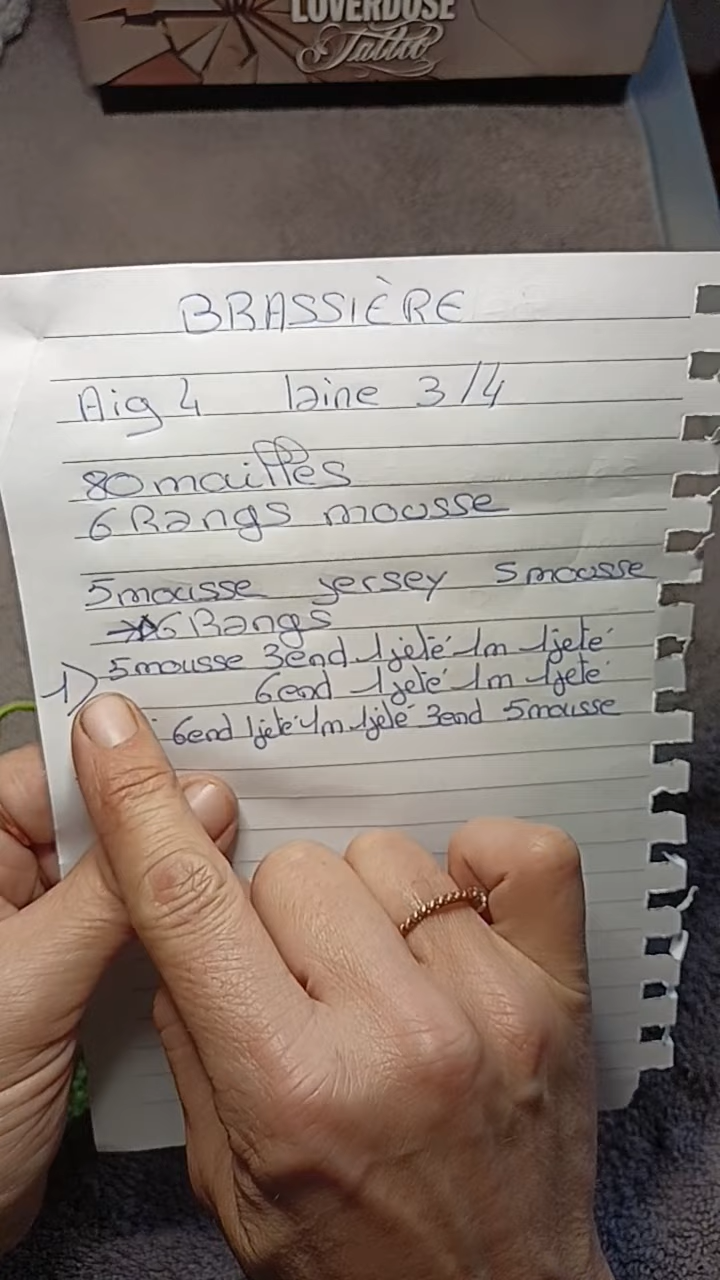 LOVERDOSE
Tattoo
BRASSIÈRE
Aig 4 laine 3/4
80 mailles
6 Rangs mousse
5 mousse jersey 5 mousse
→ 6 Rangs
1) 5 mousse 3 end 1 jeté 1m 1 jeté
6 end 1 jeté 1m 1 jeté
6 end 1 jeté 1m 1 jeté 3 end 5 mousse